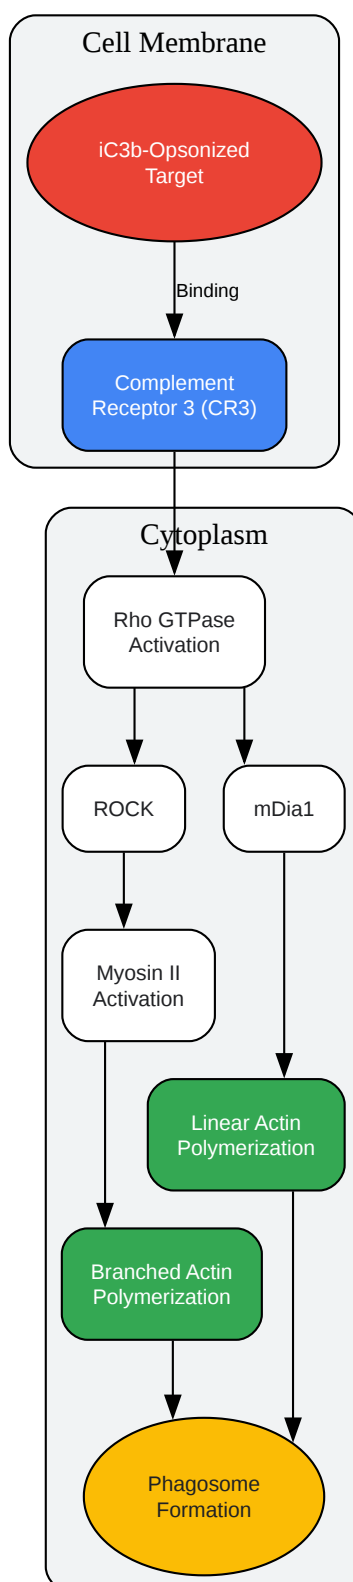 Cell Membrane
iC3b-Opsonized
Target
Binding
Complement
Receptor 3 (CR3)
Cytoplasm
Rho GTPase
Activation
ROCK
mDia1
Myosin II
Activation
Linear Actin
Polymerization
Branched Actin
Polymerization
Phagosome
Formation